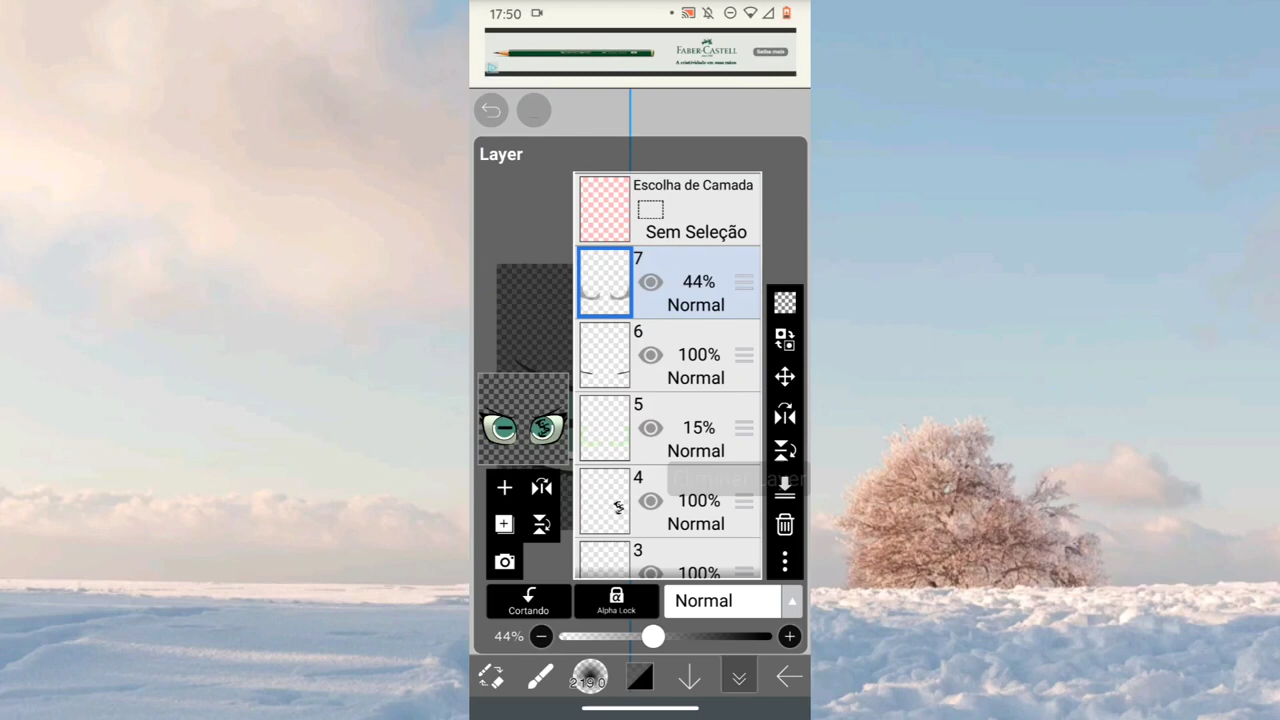 17:50
FABER-CASTELL
Saiba mais
A criatividade em suas mãos
Layer
Escolha de Camada
Sem Seleção
7
44%
Normal
6
100%
Normal
5
15%
Normal
4
100%
Normal
3
100%
Cortando
Alpha Lock
Normal
44%
219.0